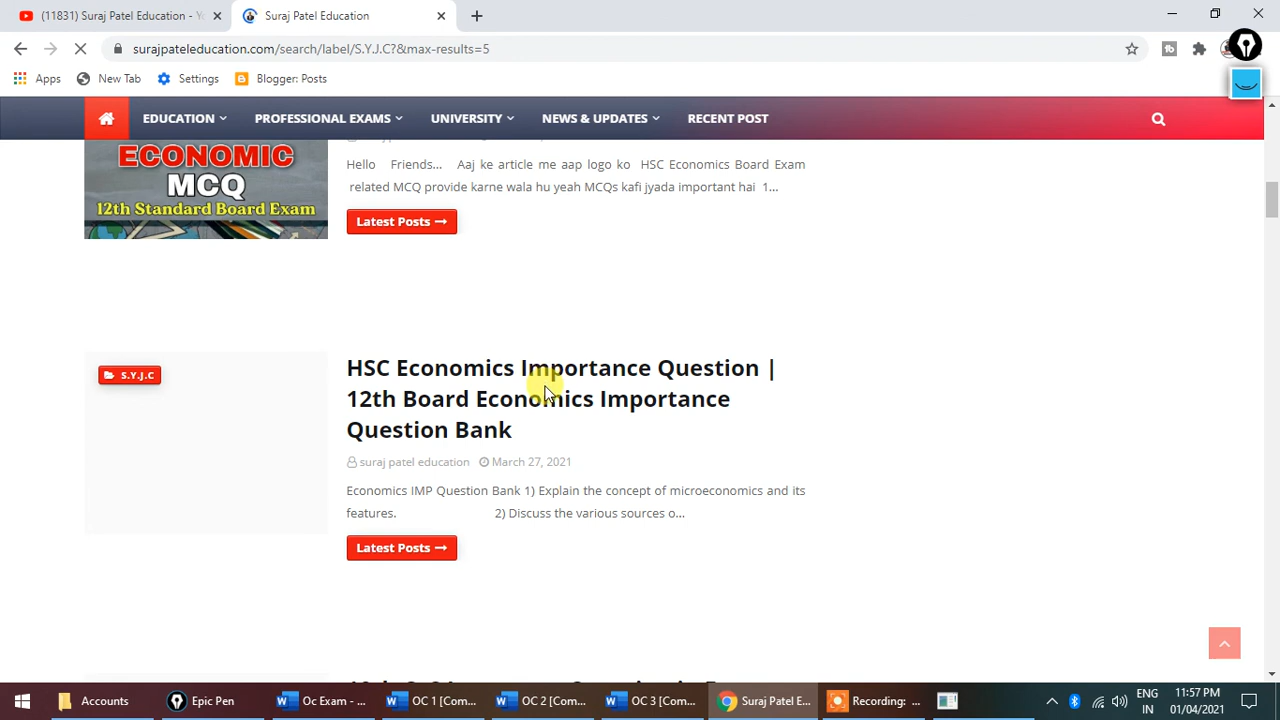 (11831) Suraj Patel Education - Y
Suraj Patel Education
surajpateleducation.com/search/label/S.Y.J.C?&max-results=5
Apps New Tab Settings Blogger: Posts
EDUCATION PROFESSIONAL EXAMS UNIVERSITY NEWS & UPDATES RECENT POST
ECONOMIC
MCQ
12th Standard Board Exam
Hello Friends... Aaj ke article me aap logo ko HSC Economics Board Exam
related MCQ provide karne wala hu yeah MCQs kafi jyada important hai 1...
Latest Posts
S.Y.J.C
HSC Economics Importance Question |
12th Board Economics Importance
Question Bank
suraj patel education March 27, 2021
Economics IMP Question Bank 1) Explain the concept of microeconomics and its
features. 2) Discuss the various sources o...
Latest Posts
Accounts Epic Pen Oc Exam - ... OC 1 [Com... OC 2 [Com... OC 3 [Com... Suraj Patel E... Recording: ...
ENG
IN
11:57 PM
01/04/2021